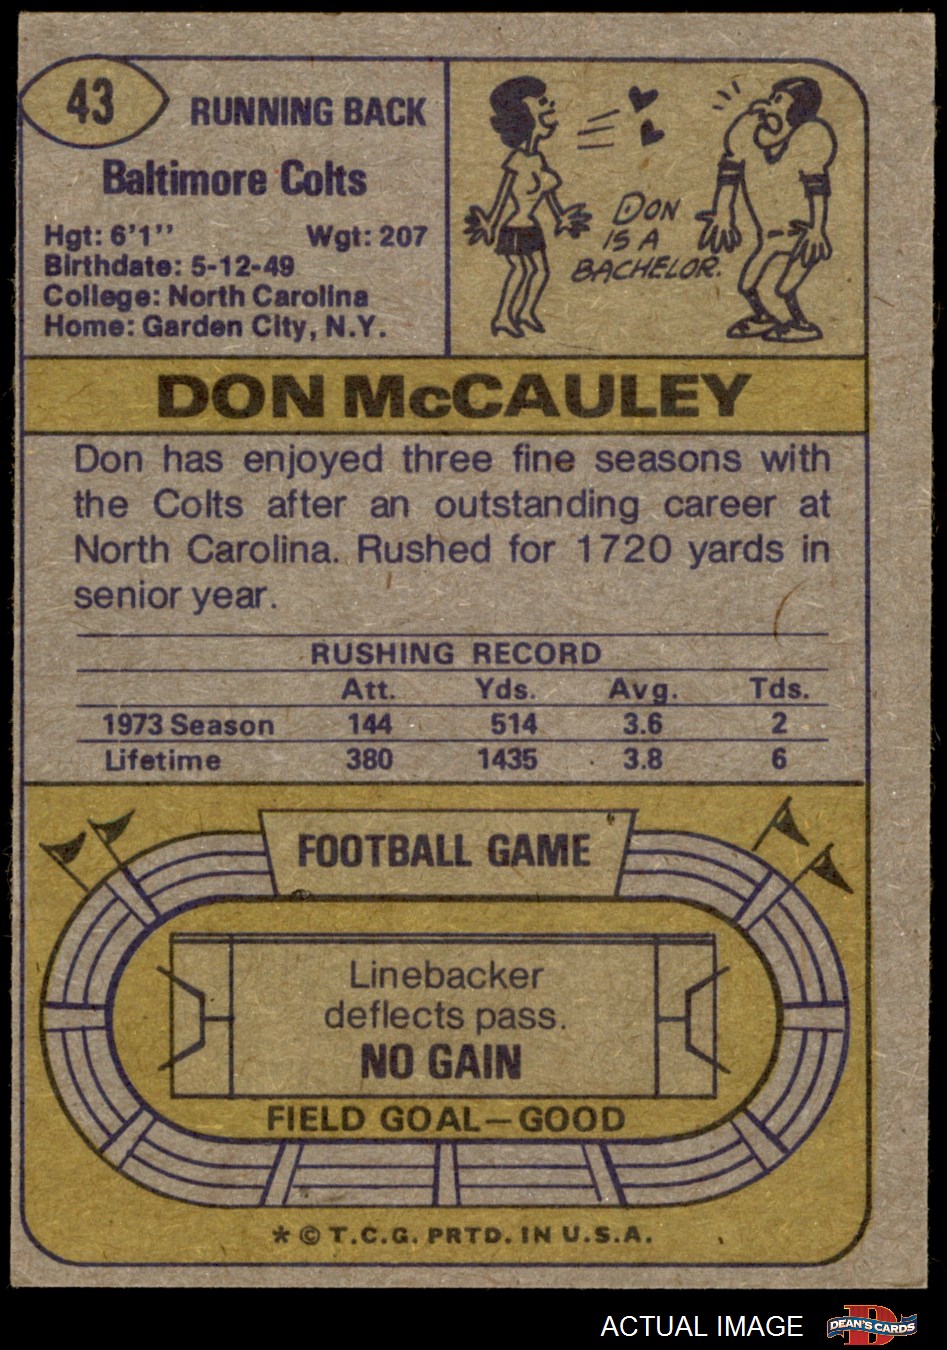 43
RUNNING BACK
Baltimore Colts
Hgt: 6'1'' Wgt: 207
Birthdate: 5-12-49
College: North Carolina
Home: Garden City, N.Y.
DON
IS A
BACHELOR.
DON McCAULEY
Don has enjoyed three fine seasons with
the Colts after an outstanding career at
North Carolina. Rushed for 1720 yards in
senior year.
RUSHING RECORD
Att. Yds. Avg. Tds.
1973 Season 144 514 3.6 2
Lifetime 380 1435 3.8 6
FOOTBALL GAME
Linebacker
deflects pass.
NO GAIN
FIELD GOAL—GOOD
* © T.C.G. PRTD. IN U.S.A.
ACTUAL IMAGE
D
DEAN'S CARDS